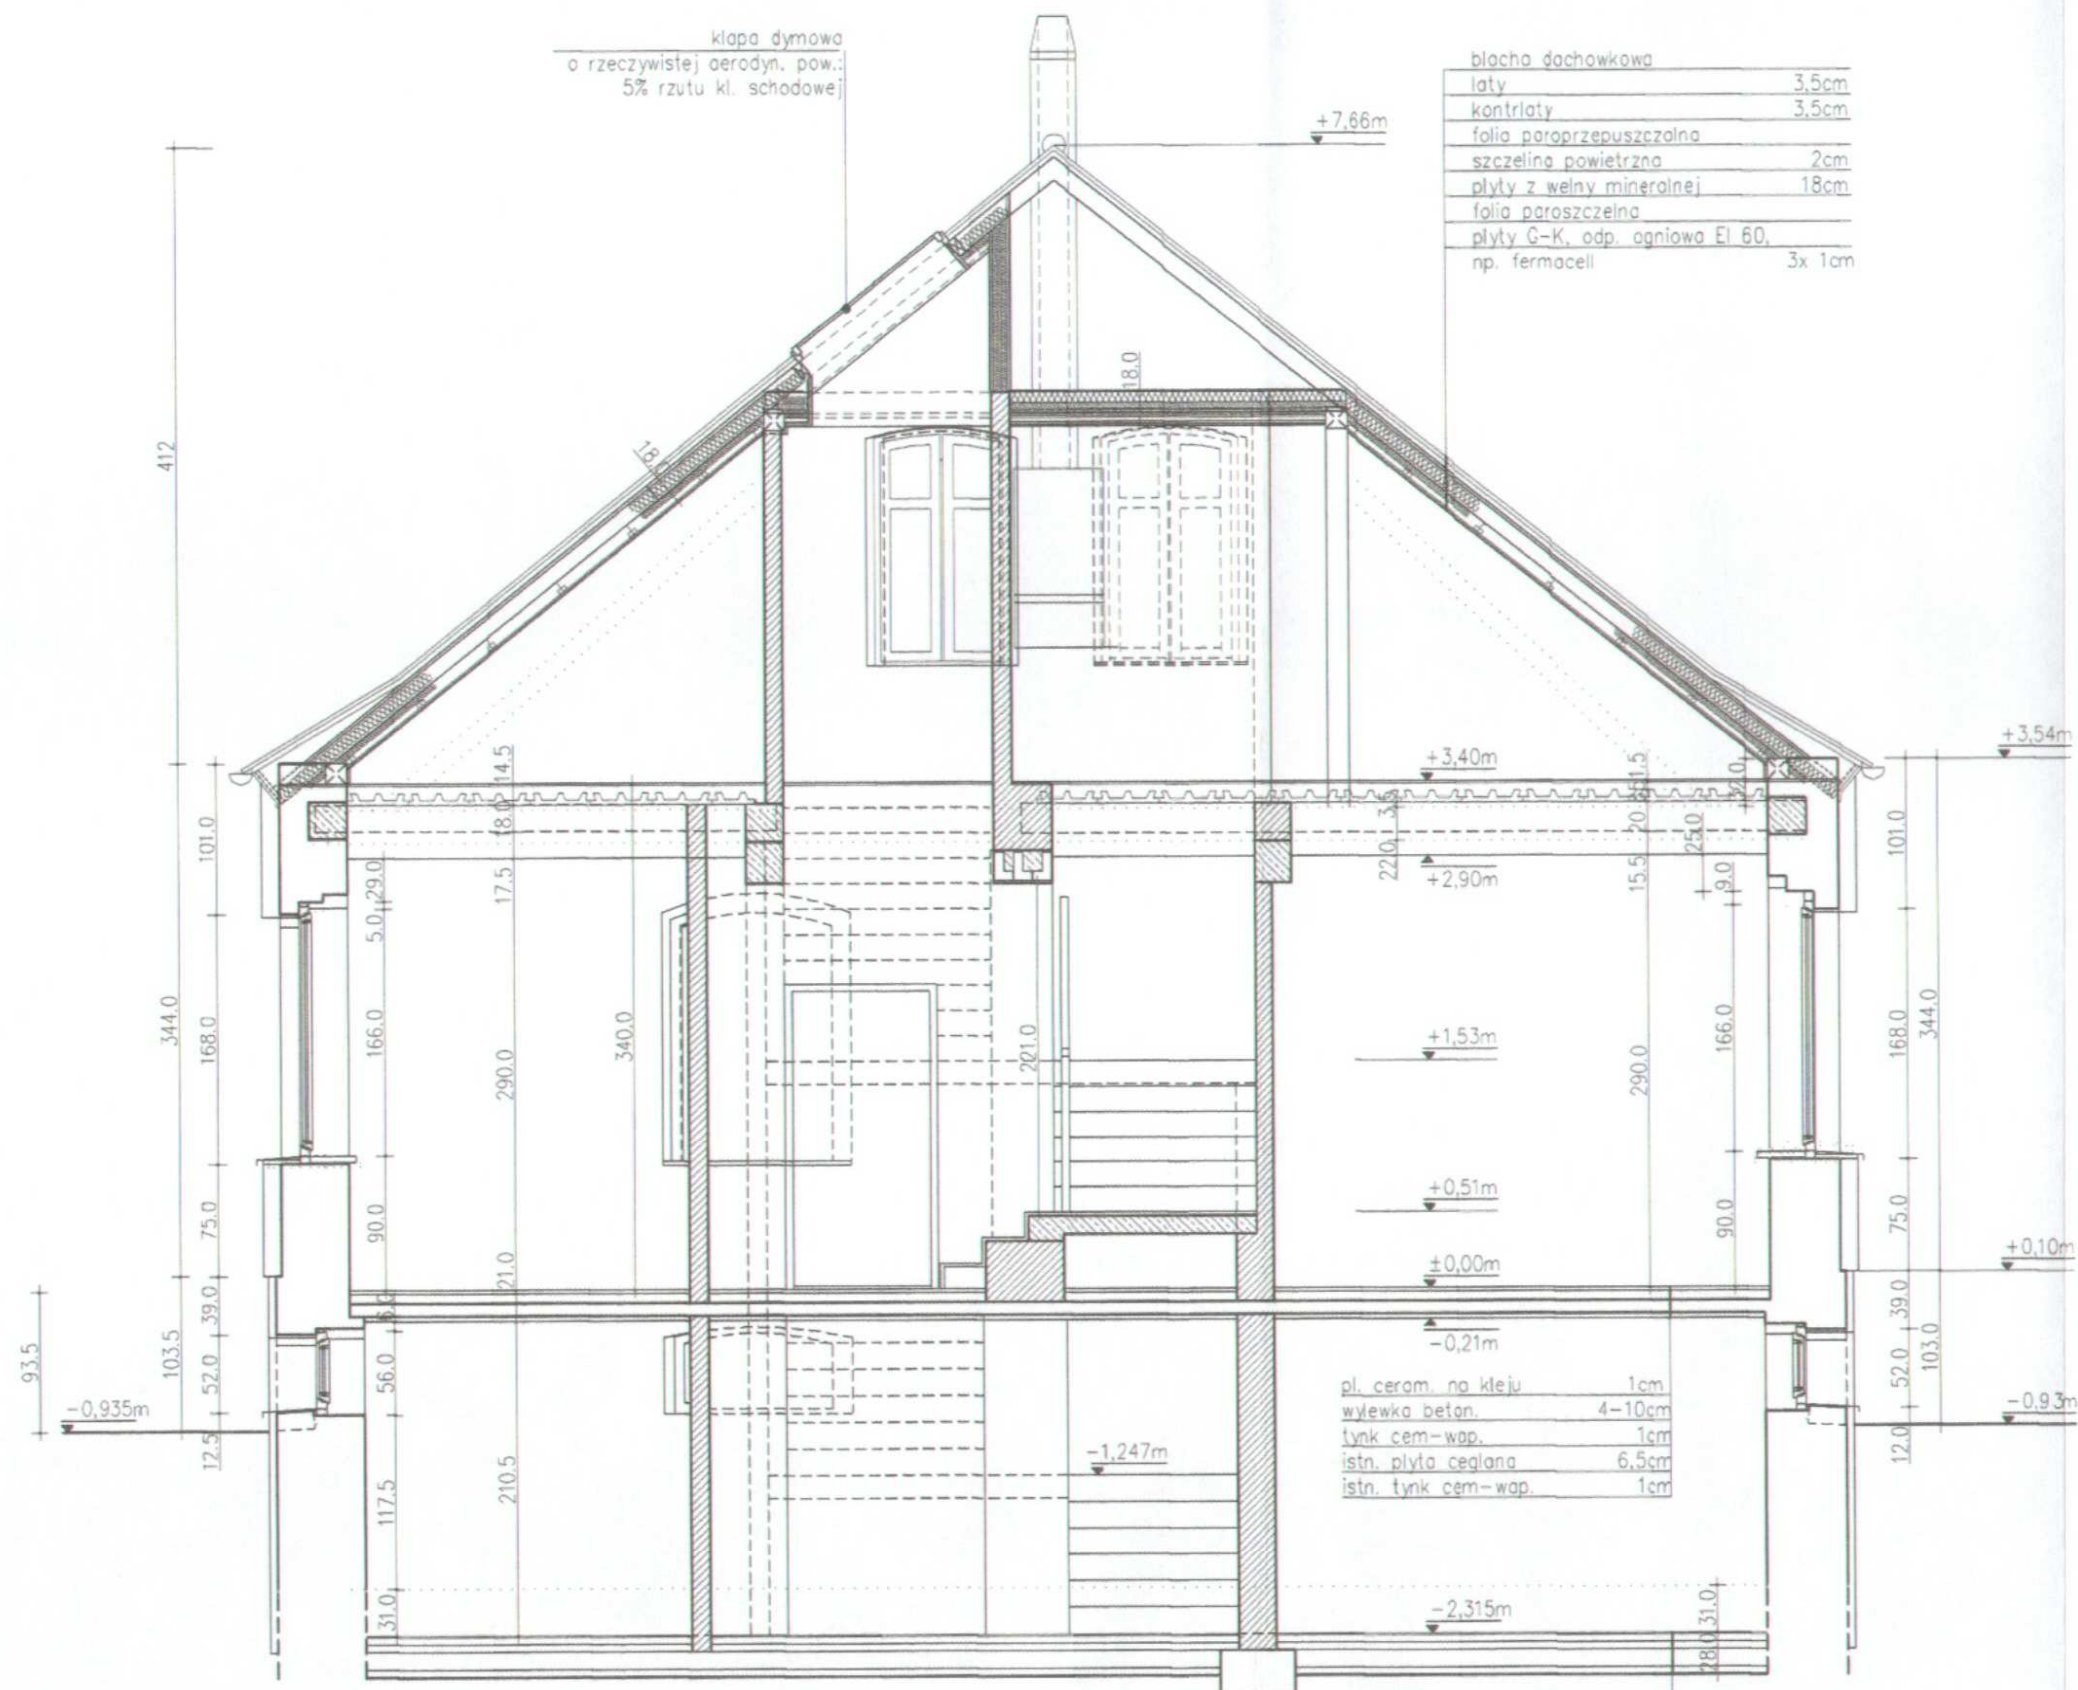 klapa dymowa
o rzeczywistej aerodyn. pow.:
5% rzutu kl. schodowej
blacha dachowkowa
laty 3,5cm
kontrlaty 3,5cm
folia paroprzepuszczalna
szczelina powietrzna 2cm
plyty z welny mineralnej 18cm
folia paroszczelna
plyty G-K, odp. ogniowa EI 60,
np. fermacell 3x 1cm
+7,66m
18.0
412
18.0
+3,54m
+3,40m
14.5
18.0
17.5
101.0
29.0
5.0
3.5
22.0
+2,90m
1.5
20
15.5
30.0
25.0
9.0
101.0
344.0
168.0
166.0
290.0
340.0
221.0
+1,53m
290.0
166.0
168.0
344.0
75.0
90.0
21.0
+0,51m
90.0
75.0
±0,00m
+0,10m
93.5
103.5
39.0
52.0
12.5
56.0
-0,21m
39.0
52.0
103.0
12.0
-0,935m
-0,93m
pl. ceram. na kleju 1cm
wylewka beton. 4-10cm
tynk cem-wap. 1cm
istn. plyta ceglana 6,5cm
istn. tynk cem-wap. 1cm
-1,247m
117.5
210.5
31.0
-2,315m
31.0
28.0